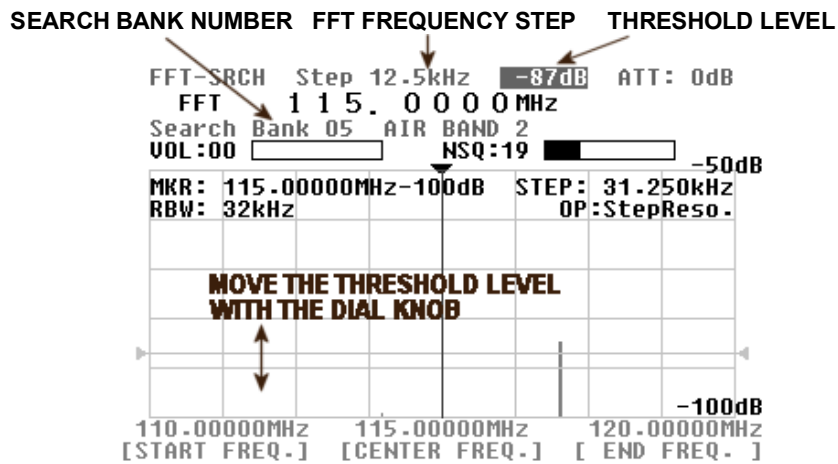 SEARCH BANK NUMBER FFT FREQUENCY STEP THRESHOLD LEVEL
FFT-SRCH Step 12.5kHz -87dB ATT: 0dB
FFT 115. 0000MHz
Search Bank 05 AIR BAND 2
VOL:00 NSQ:19
-50dB
MKR: 115.00000MHz-100dB STEP: 31.250kHz
RBW: 32kHz OP:StepReso.
MOVE THE THRESHOLD LEVEL
WITH THE DIAL KNOB
-100dB
110.00000MHz 115.00000MHz 120.00000MHz
[START FREQ.] [CENTER FREQ.] [ END FREQ. ]